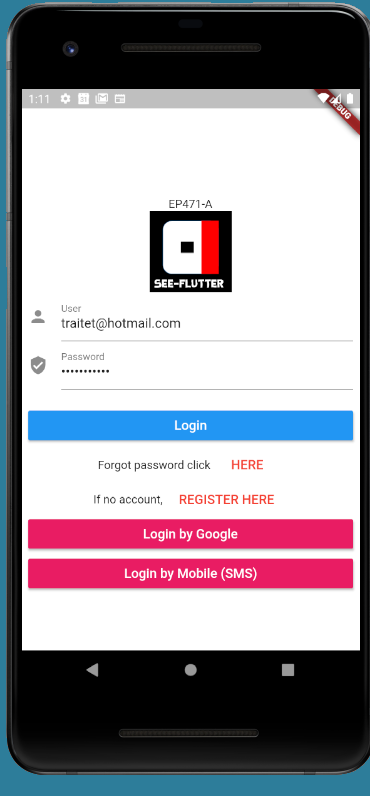 1:11
DEBUG
EP471-A
SEE-FLUTTER
User
traitet@hotmail.com
Password
•••••••••••
Login
Forgot password click HERE
If no account, REGISTER HERE
Login by Google
Login by Mobile (SMS)